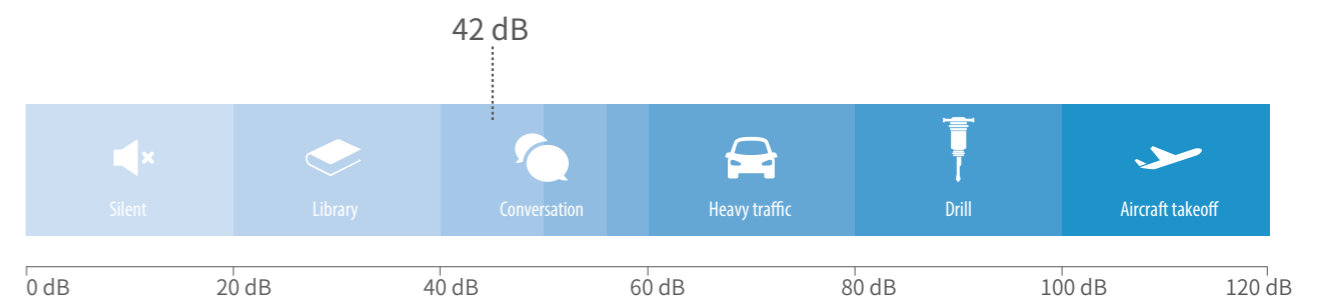 42 dB
Silent
Library
Conversation
Heavy traffic
Drill
Aircraft takeoff
0 dB
20 dB
40 dB
60 dB
80 dB
100 dB
120 dB